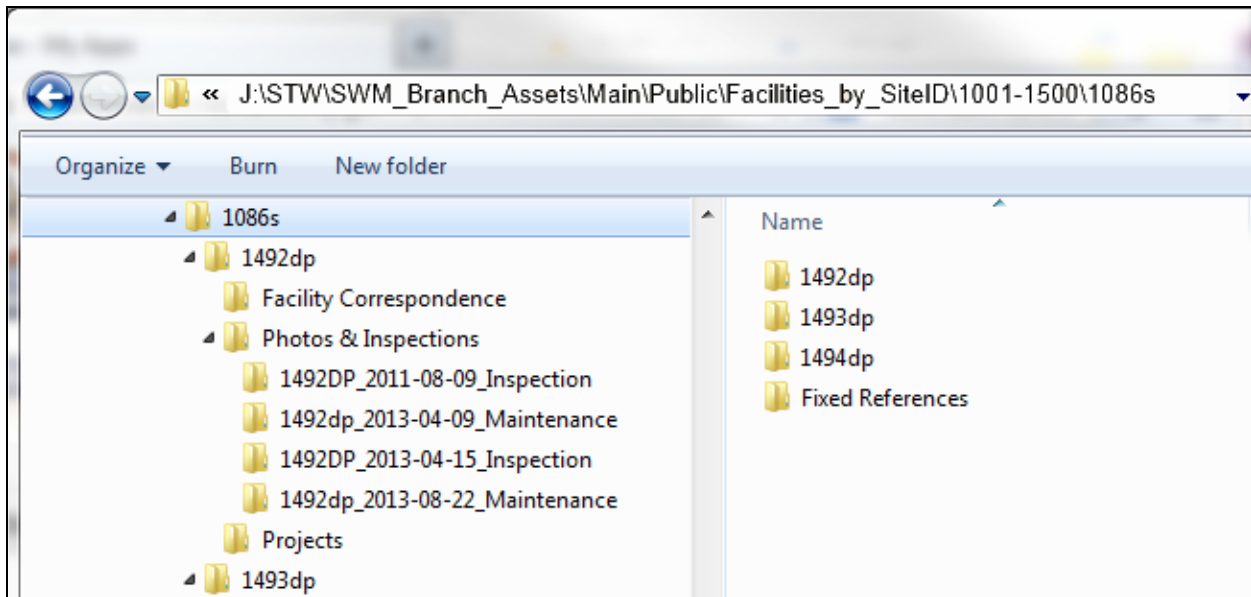 J:\STW\SWM_Branch_Assets\Main\Public\Facilities_by_SiteID\1001-1500\1086s
Organize Burn New folder
1086s
1492dp
Facility Correspondence
Photos & Inspections
1492DP_2011-08-09_Inspection
1492dp_2013-04-09_Maintenance
1492DP_2013-04-15_Inspection
1492dp_2013-08-22_Maintenance
Projects
1493dp
Name
1492dp
1493dp
1494dp
Fixed References